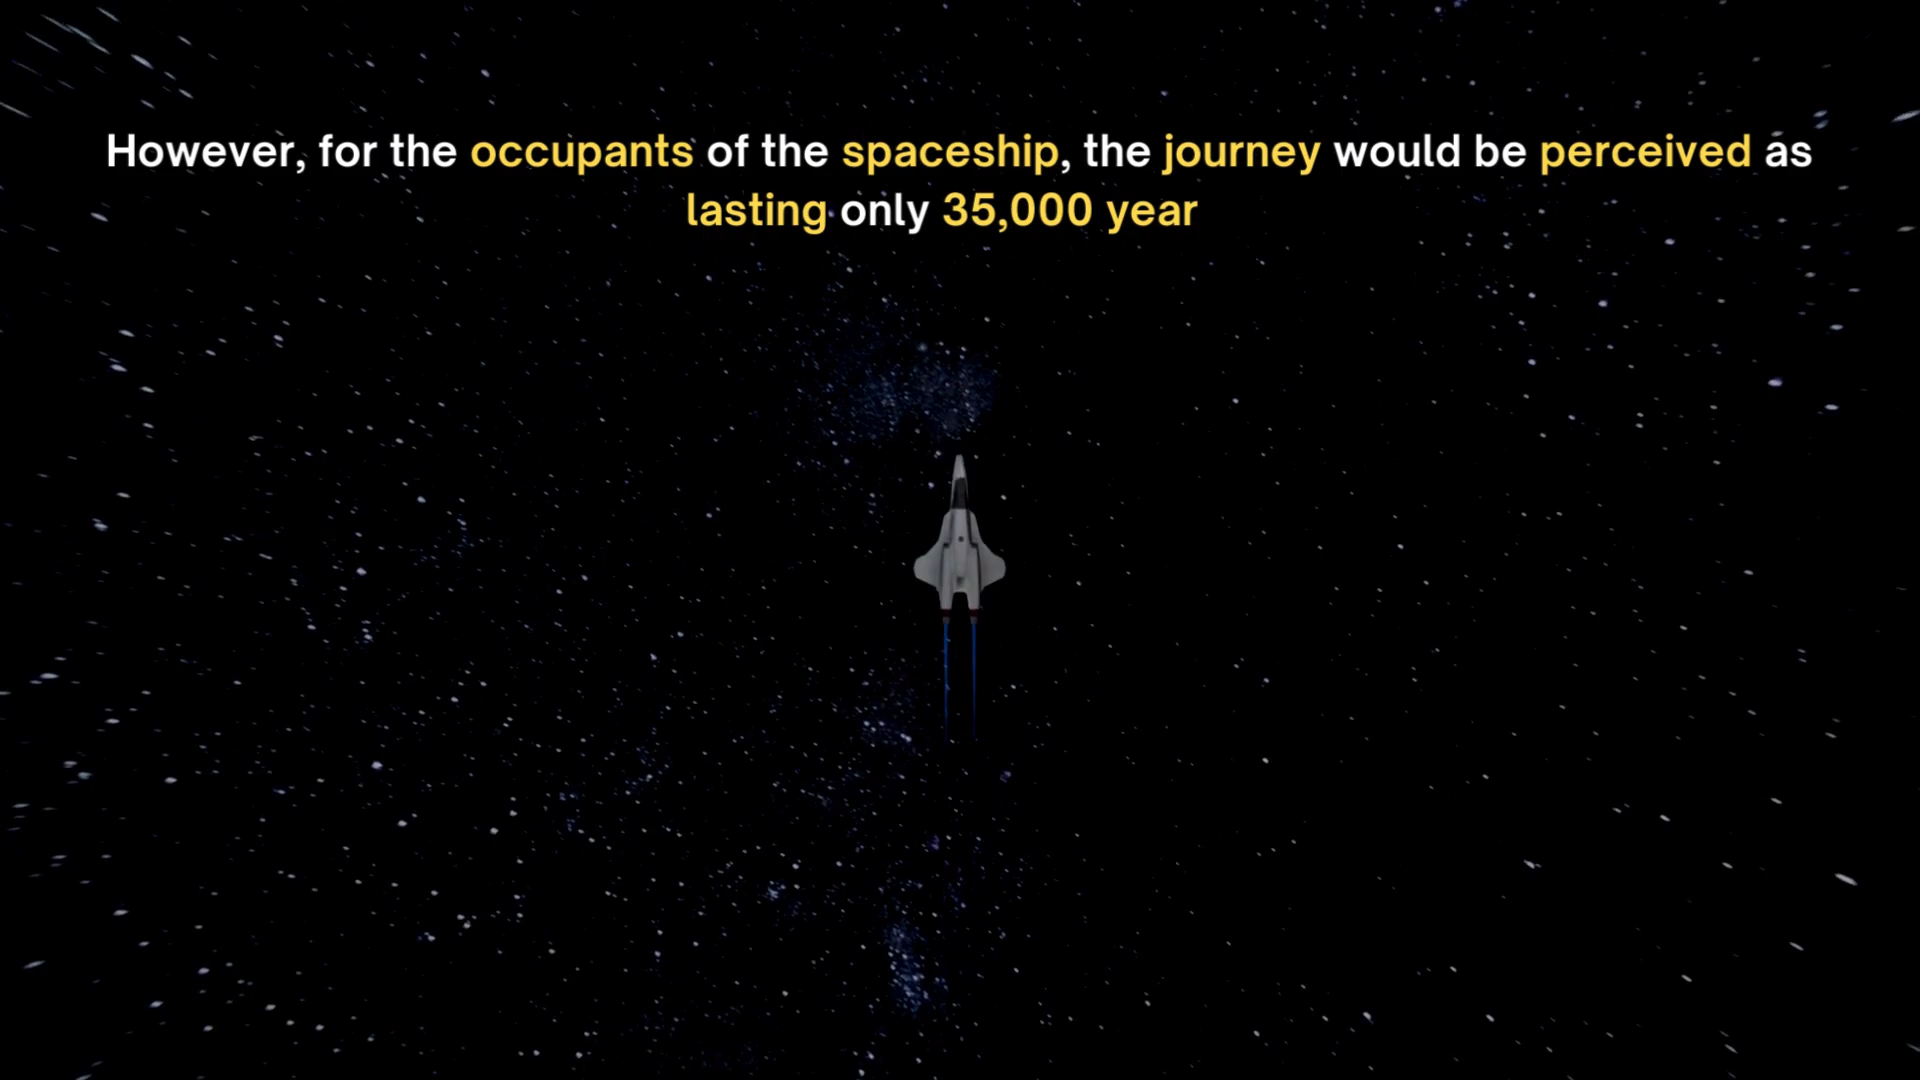 However, for the occupants of the spaceship, the journey would be perceived as
lasting only 35,000 year